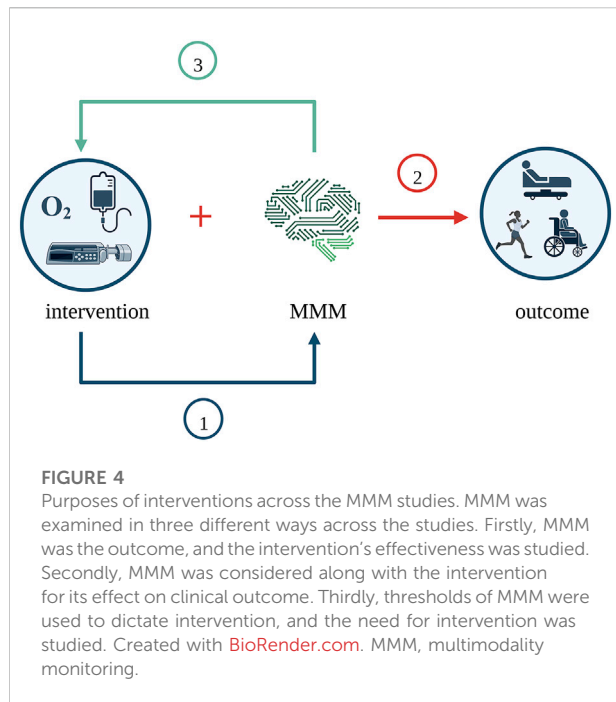 3
2
O₂
+
intervention
MMM
outcome
1
FIGURE 4
Purposes of interventions across the MMM studies. MMM was
examined in three different ways across the studies. Firstly, MMM
was the outcome, and the intervention's effectiveness was studied.
Secondly, MMM was considered along with the intervention
for its effect on clinical outcome. Thirdly, thresholds of MMM were
used to dictate intervention, and the need for intervention was
studied. Created with BioRender.com. MMM, multimodality
monitoring.